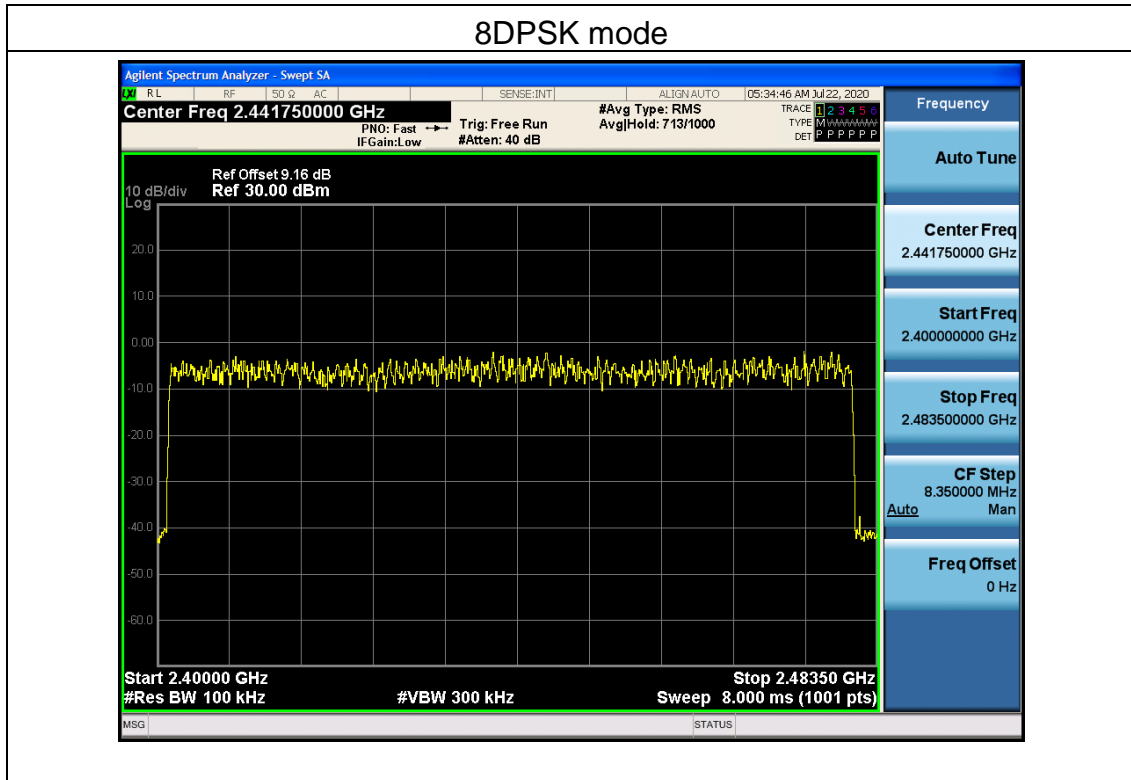 8DPSK mode
Agilent Spectrum Analyzer - Swept SA
LXI RL RF 50 Ω AC SENSE:INT ALIGN AUTO 05:34:46 AM Jul 22, 2020
Center Freq 2.441750000 GHz
PNO: Fast
IFGain:Low
Trig: Free Run
#Atten: 40 dB
#Avg Type: RMS
Avg|Hold: 713/1000
TRACE 1 2 3 4 5 6
TYPE M
DET P P P P P P
Ref Offset 9.16 dB
10 dB/div Ref 30.00 dBm
Log
20.0
10.0
0.00
-10.0
-20.0
-30.0
-40.0
-50.0
-60.0
Start 2.40000 GHz Stop 2.48350 GHz
#Res BW 100 kHz #VBW 300 kHz Sweep 8.000 ms (1001 pts)
MSG STATUS
Frequency
Auto Tune
Center Freq
2.441750000 GHz
Start Freq
2.400000000 GHz
Stop Freq
2.483500000 GHz
CF Step
8.350000 MHz
Auto Man
Freq Offset
0 Hz